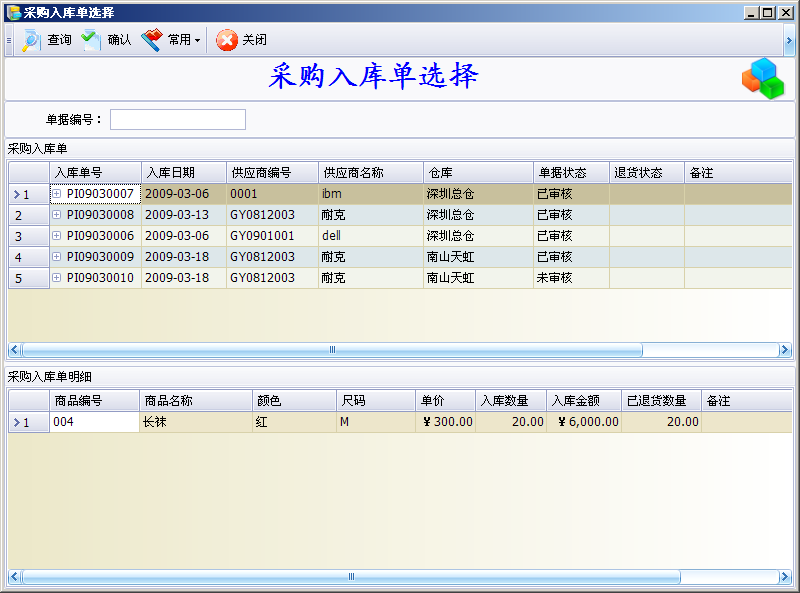 采购入库单选择
查询 确认 常用 关闭
采购入库单选择
单据编号：
采购入库单
入库单号 入库日期 供应商编号 供应商名称 仓库 单据状态 退货状态 备注
1 PI09030007 2009-03-06 0001 ibm 深圳总仓 已审核
2 PI09030008 2009-03-13 GY0812003 耐克 深圳总仓 已审核
3 PI09030006 2009-03-06 GY0901001 dell 深圳总仓 已审核
4 PI09030009 2009-03-18 GY0812003 耐克 南山天虹 已审核
5 PI09030010 2009-03-18 GY0812003 耐克 南山天虹 未审核
采购入库单明细
商品编号 商品名称 颜色 尺码 单价 入库数量 入库金额 已退货数量 备注
1 004 长袜 红 M ¥300.00 20.00 ¥6,000.00 20.00